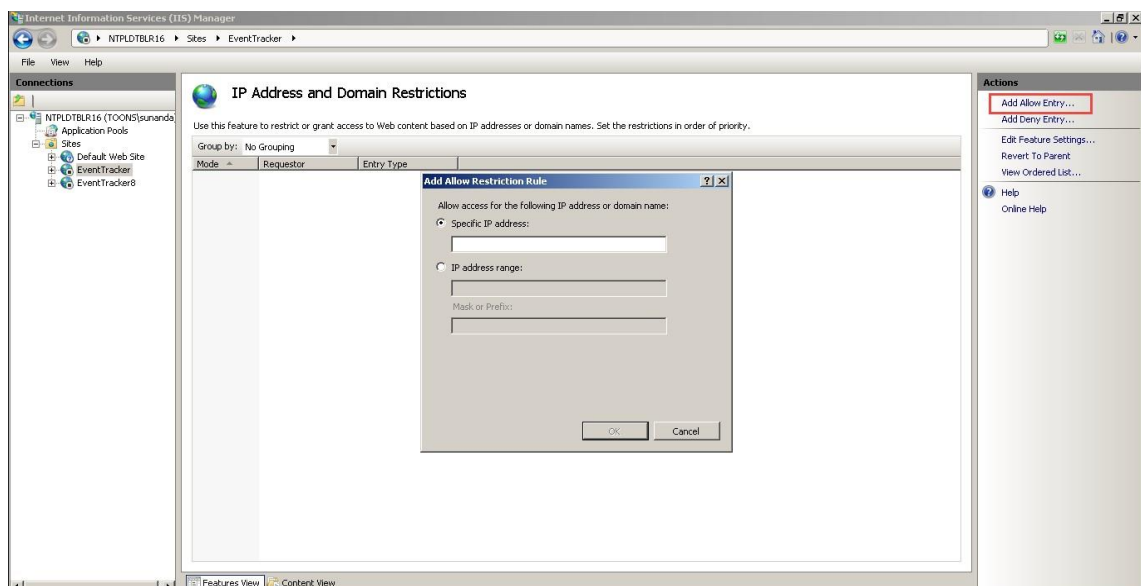 Internet Information Services (IIS) Manager
NTPLDTBLR16 Sites EventTracker
File View Help
Connections
NTPLDTBLR16 (TOONS\sunanda
Application Pools
Sites
Default Web Site
EventTracker
EventTracker8
IP Address and Domain Restrictions
Use this feature to restrict or grant access to Web content based on IP addresses or domain names. Set the restrictions in order of priority.
Group by: No Grouping
Mode Requestor Entry Type
Add Allow Restriction Rule
Allow access for the following IP address or domain name:
Specific IP address:
IP address range:
Mask or Prefix:
OK Cancel
Features View Content View
Actions
Add Allow Entry...
Add Deny Entry...
Edit Feature Settings...
Revert To Parent
View Ordered List...
Help
Online Help